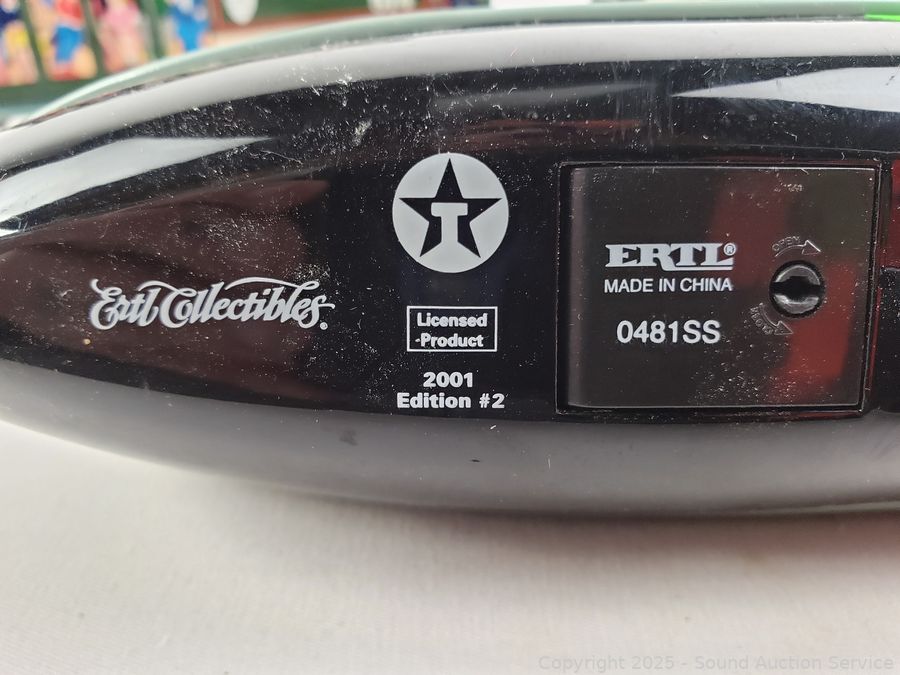 Ertl Collectibles®
T
Licensed
Product
2001
Edition #2
ERTL®
MADE IN CHINA
0481SS
OPEN
Copyright 2025 - Sound Auction Service